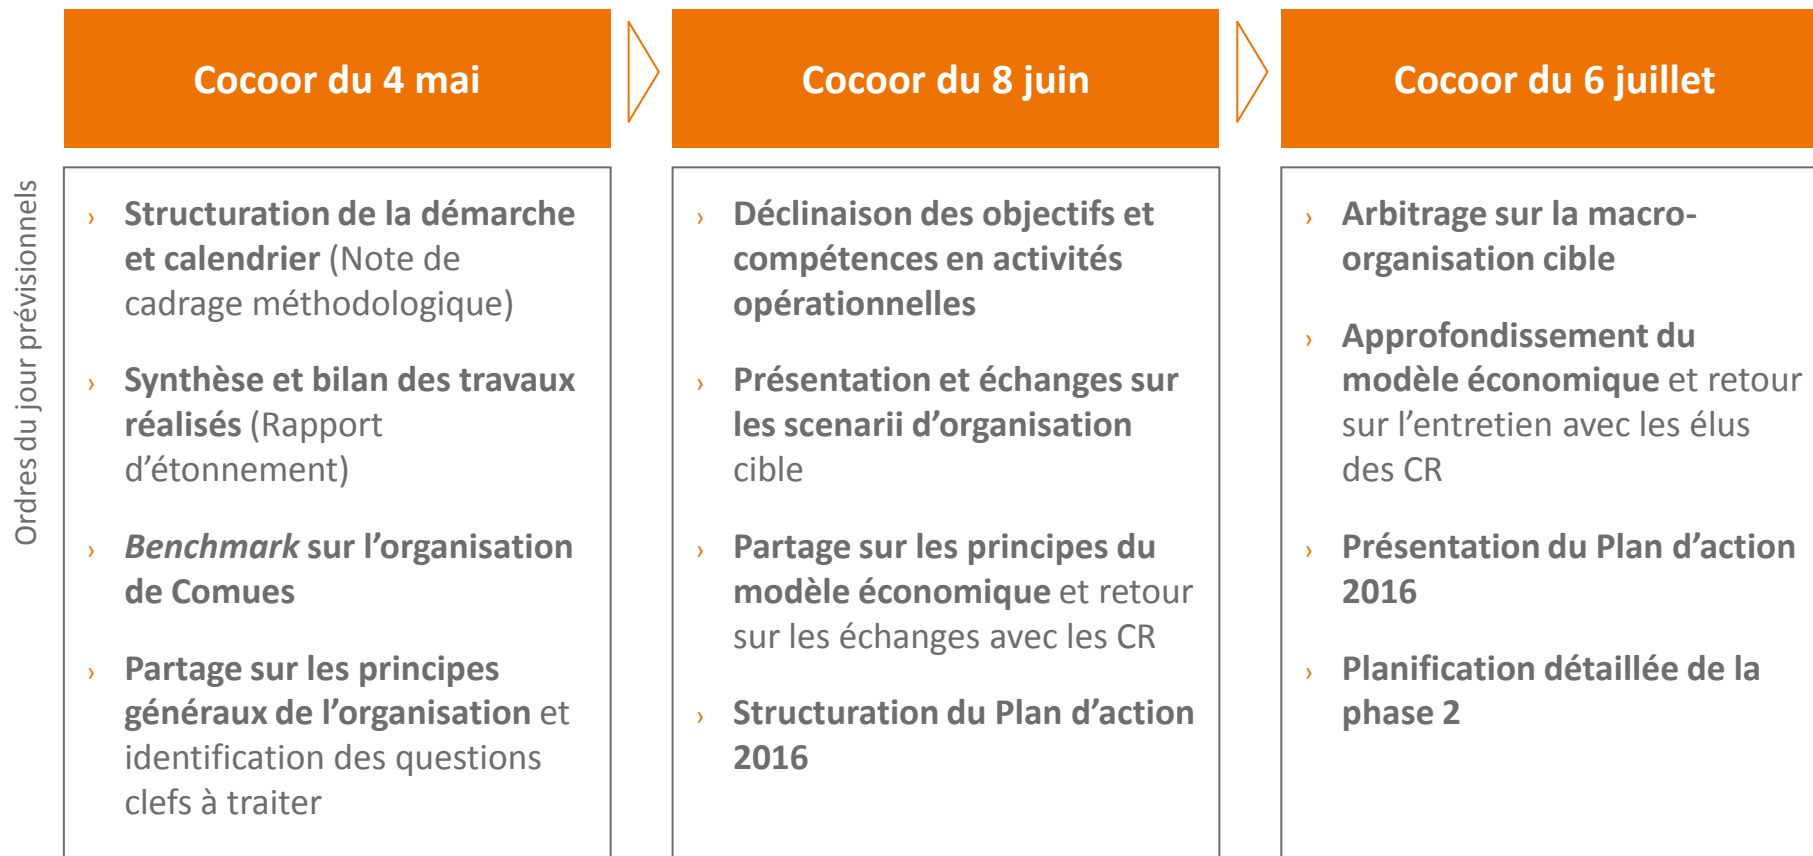 Cocoor du 4 mai
Cocoor du 8 juin
Cocoor du 6 juillet
Ordres du jour prévisionnels
› Structuration de la démarche
et calendrier (Note de
cadrage méthodologique)
› Synthèse et bilan des travaux
réalisés (Rapport
d’étonnement)
› Benchmark sur l’organisation
de Comues
› Partage sur les principes
généraux de l’organisation et
identification des questions
clefs à traiter
› Déclinaison des objectifs et
compétences en activités
opérationnelles
› Présentation et échanges sur
les scenarii d’organisation
cible
› Partage sur les principes du
modèle économique et retour
sur les échanges avec les CR
› Structuration du Plan d’action
2016
› Arbitrage sur la macro-
organisation cible
› Approfondissement du
modèle économique et retour
sur l’entretien avec les élus
des CR
› Présentation du Plan d’action
2016
› Planification détaillée de la
phase 2